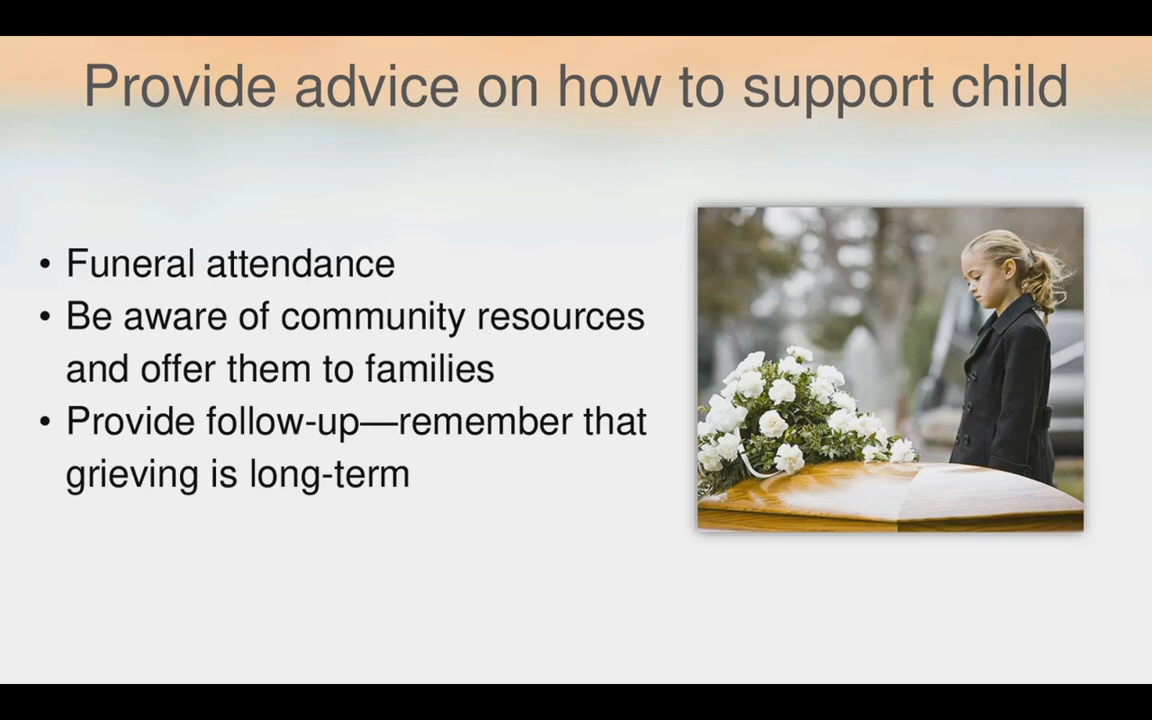 Provide advice on how to support child
• Funeral attendance
• Be aware of community resources
and offer them to families
• Provide follow-up—remember that
grieving is long-term